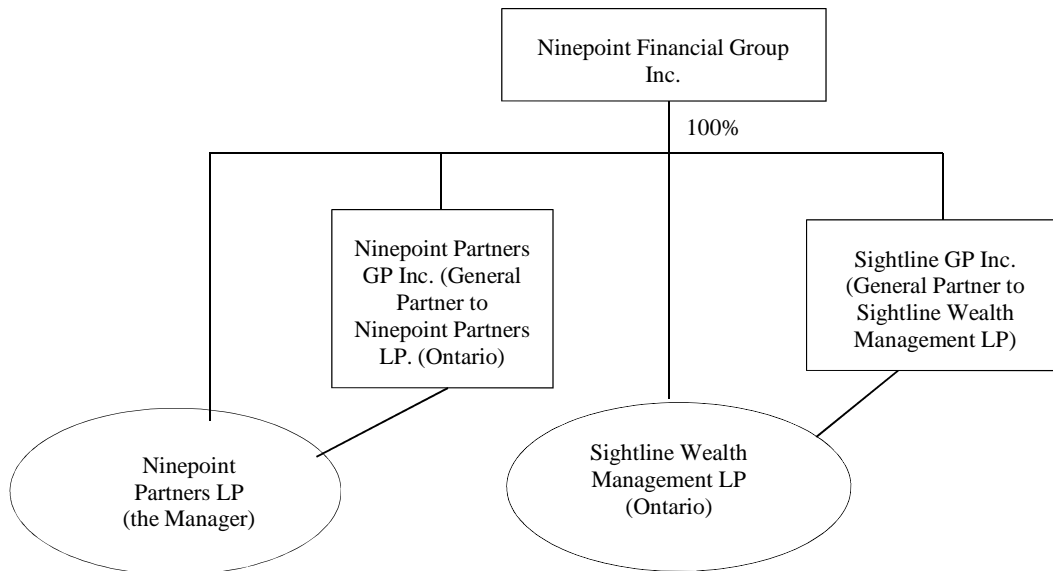 Ninepoint Financial Group
Inc.
100%
Ninepoint Partners
GP Inc. (General
Partner to
Ninepoint Partners
LP. (Ontario)
Sightline GP Inc.
(General Partner to
Sightline Wealth
Management LP)
Ninepoint
Partners LP
(the Manager)
Sightline Wealth
Management LP
(Ontario)